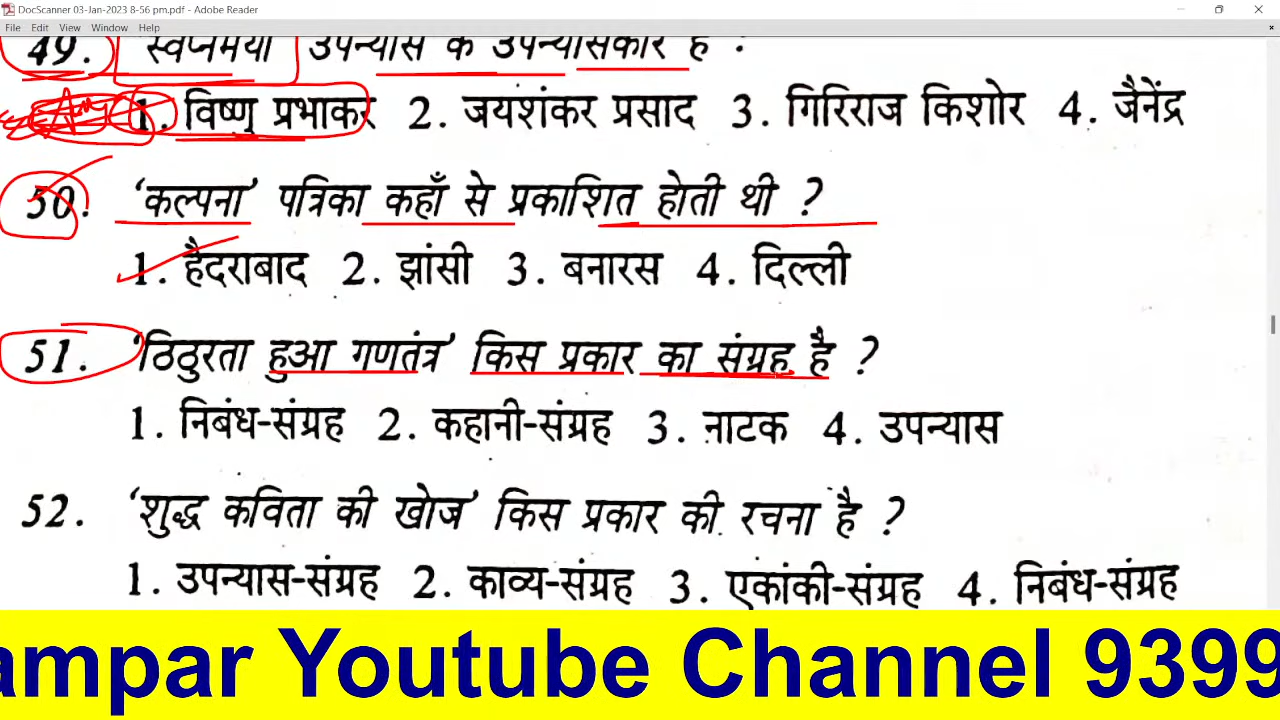 DocScanner 03-Jan-2023 8-56 pm.pdf - Adobe Reader
File Edit View Window Help
49. 'स्वप्नमयी' उपन्यास के उपन्यासकार हैं :
1. विष्णु प्रभाकर 2. जयशंकर प्रसाद 3. गिरिराज किशोर 4. जैनेंद्र
50. 'कल्पना' पत्रिका कहाँ से प्रकाशित होती थी ?
1. हैदराबाद 2. झांसी 3. बनारस 4. दिल्ली
51. 'ठिठुरता हुआ गणतंत्र' किस प्रकार का संग्रह है ?
1. निबंध-संग्रह 2. कहानी-संग्रह 3. नाटक 4. उपन्यास
52. 'शुद्ध कविता की खोज' किस प्रकार की रचना है ?
1. उपन्यास-संग्रह 2. काव्य-संग्रह 3. एकांकी-संग्रह 4. निबंध-संग्रह
ampar Youtube Channel 9399